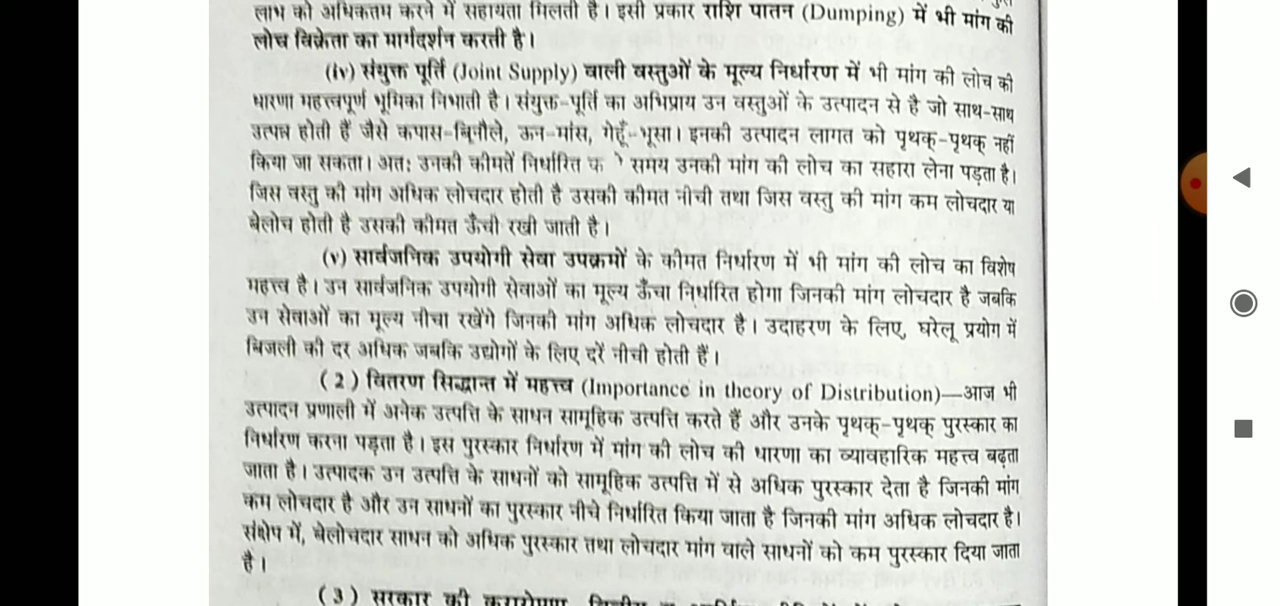 लाभ को अधिकतम करने में सहायता मिलती है। इसी प्रकार राशि पातन (Dumping) में भी मांग की
लोच विक्रेता का मार्गदर्शन करती है।
(iv) संयुक्त पूर्ति (Joint Supply) वाली वस्तुओं के मूल्य निर्धारण में भी मांग की लोच की
धारणा महत्त्वपूर्ण भूमिका निभाती है। संयुक्त-पूर्ति का अभिप्राय उन वस्तुओं के उत्पादन से है जो साथ-साथ
उत्पन्न होती हैं जैसे कपास-बिनौले, ऊन-मांस, गेहूँ-भूसा। इनकी उत्पादन लागत को पृथक्-पृथक् नहीं
किया जा सकता। अतः उनकी कीमतें निर्धारित समय उनकी मांग की लोच का सहारा लेना पड़ता है।
जिस वस्तु की मांग अधिक लोचदार होती है उसकी कीमत नीची तथा जिस वस्तु की मांग कम लोचदार या
बेलोच होती है उसकी कीमत ऊँची रखी जाती है।
(v) सार्वजनिक उपयोगी सेवा उपक्रमों के कीमत निर्धारण में भी मांग की लोच का विशेष
महत्त्व है। उन सार्वजनिक उपयोगी सेवाओं का मूल्य ऊँचा निर्धारित होगा जिनकी मांग लोचदार है जबकि
उन सेवाओं का मूल्य नीचा रखेंगे जिनकी मांग अधिक लोचदार है। उदाहरण के लिए, घरेलू प्रयोग में
बिजली की दर अधिक जबकि उद्योगों के लिए दरें नीची होती हैं।
(2) वितरण सिद्धान्त में महत्त्व (Importance in theory of Distribution)—आज भी
उत्पादन प्रणाली में अनेक उत्पत्ति के साधन सामूहिक उत्पत्ति करते हैं और उनके पृथक्-पृथक् पुरस्कार का
निर्धारण करना पड़ता है। इस पुरस्कार निर्धारण में मांग की लोच की धारणा का व्यावहारिक महत्त्व बढ़ता
जाता है। उत्पादक उन उत्पत्ति के साधनों को सामूहिक उत्पत्ति में से अधिक पुरस्कार देता है जिनकी मांग
कम लोचदार है और उन साधनों का पुरस्कार नीचे निर्धारित किया जाता है जिनकी मांग अधिक लोचदार है।
संक्षेप में, बेलोचदार साधन को अधिक पुरस्कार तथा लोचदार मांग वाले साधनों को कम पुरस्कार दिया जाता
है।
(3) सरकार की करारोपण,